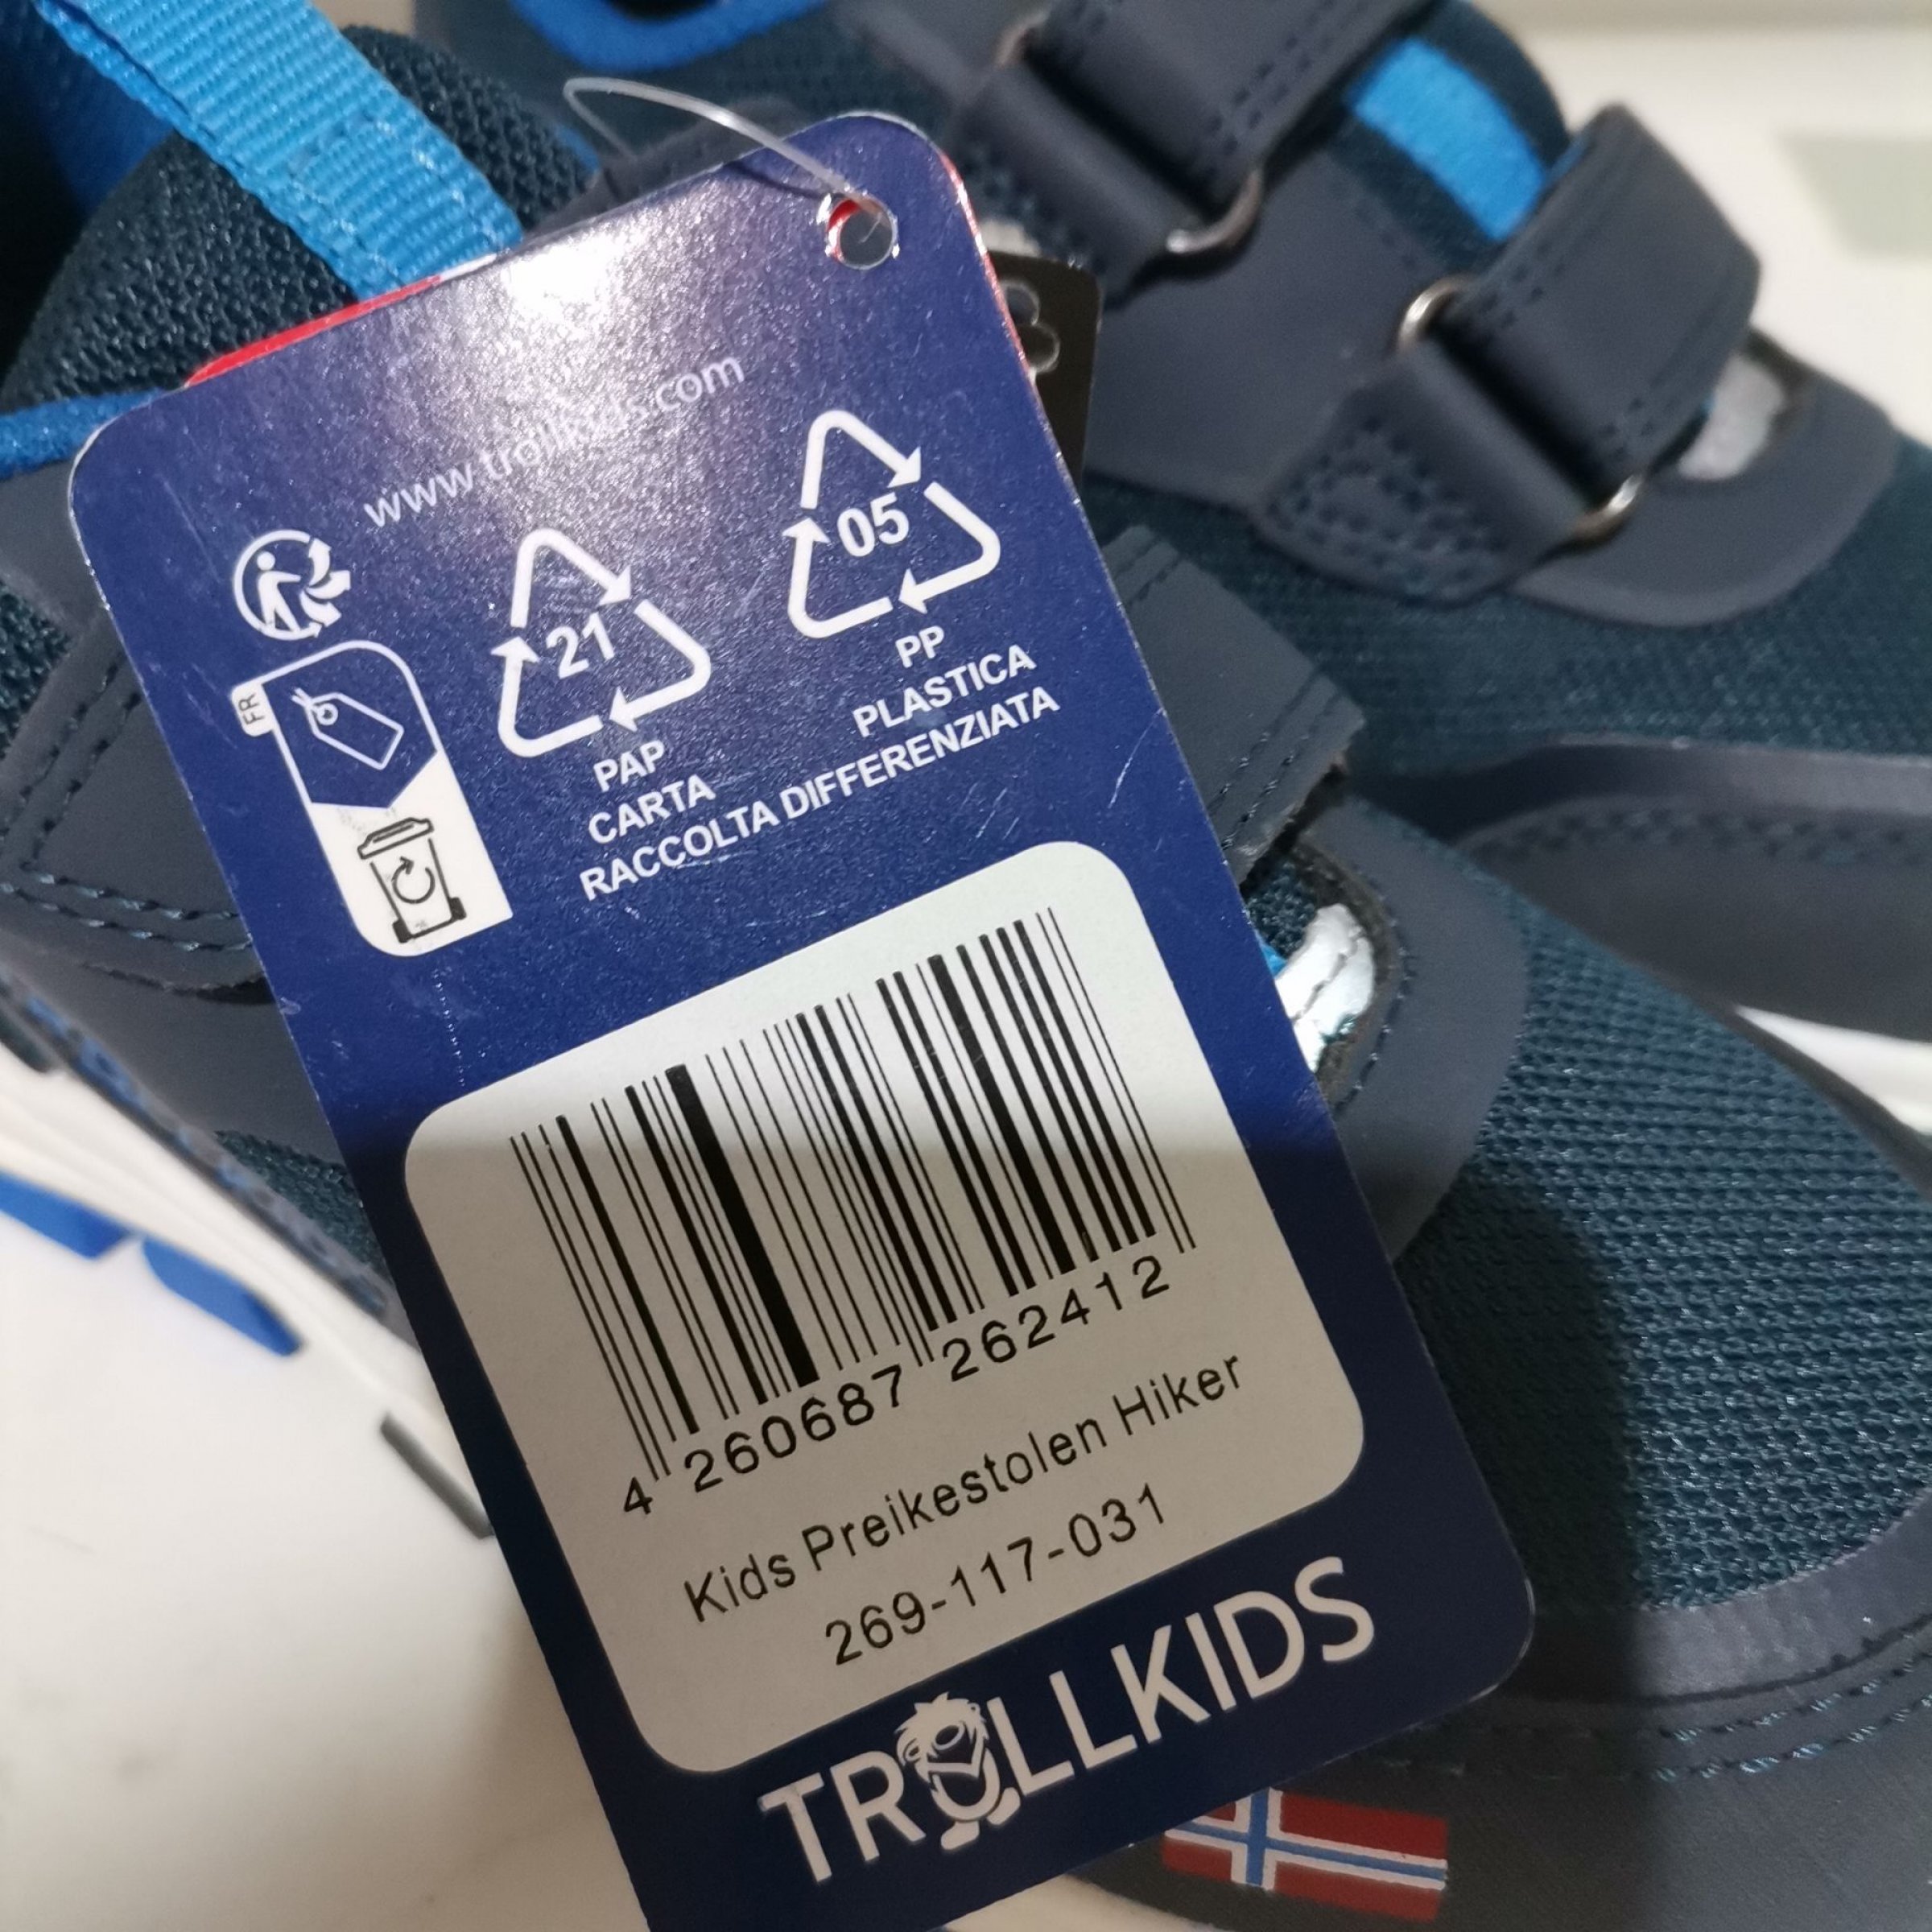 www.trollkids.com
05
21
PP
PLASTICA
FR
PAP
CARTA
RACCOLTA DIFFERENZIATA
4 260687 262412
Kids Preikestolen Hiker
269-117-031
TROLLKIDS